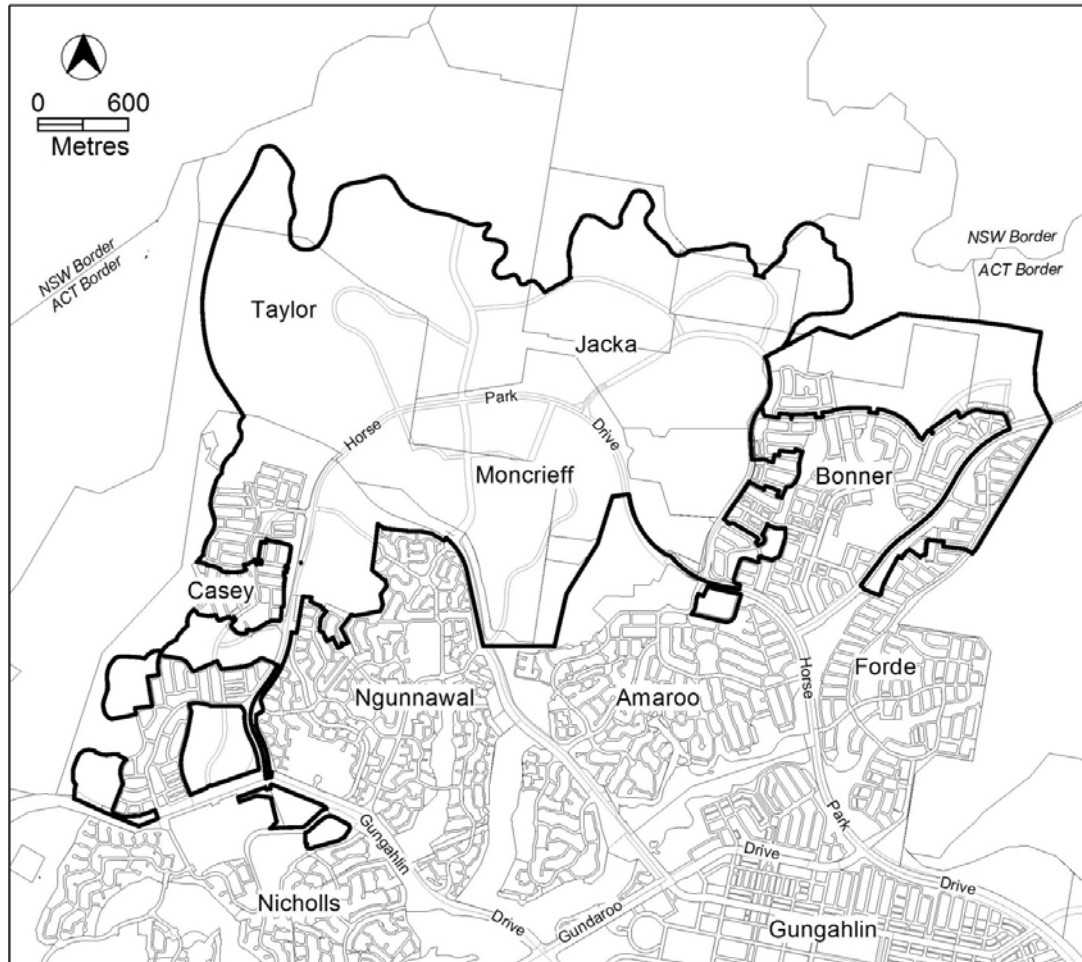 0 600
Metres
NSW Border
ACT Border
NSW Border
ACT Border
Taylor
Jacka
Park
Horse
Drive
Moncrieff
Bonner
Casey
Ngunnawal
Amaroo
Horse
Forde
Park
Gungahlin
Drive
Drive
Nicholls
Drive
Gundaroo
Gungahlin